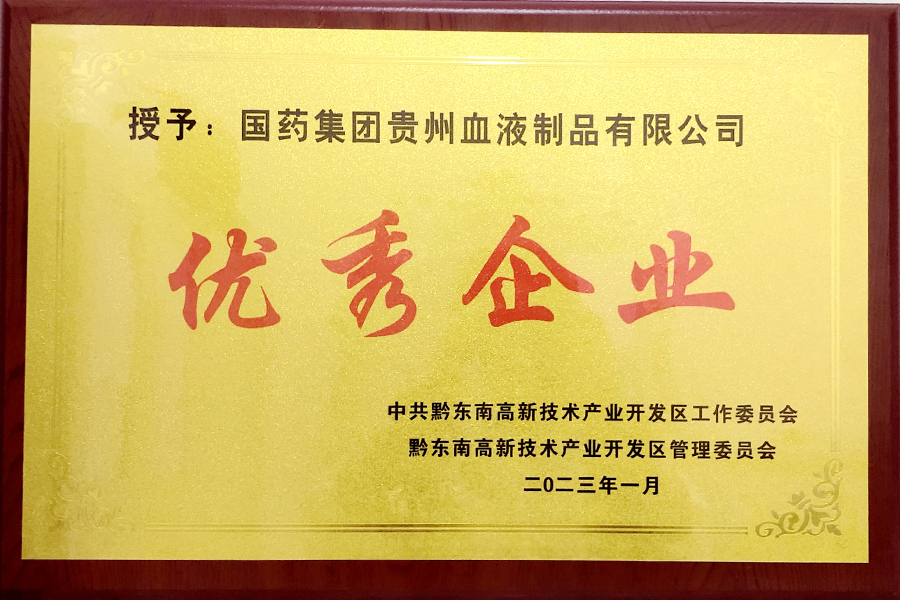 授予：国药集团贵州血液制品有限公司
优秀企业
中共黔东南高新技术产业开发区工作委员会
黔东南高新技术产业开发区管理委员会
二0二三年一月